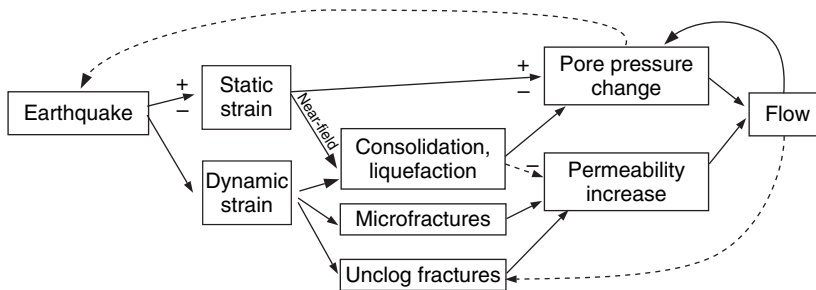 Earthquake
+
−
Static
strain
Near-field
Dynamic
strain
+
−
Consolidation,
liquefaction
−
Microfractures
Unclog fractures
Pore pressure
change
Permeability
increase
Flow